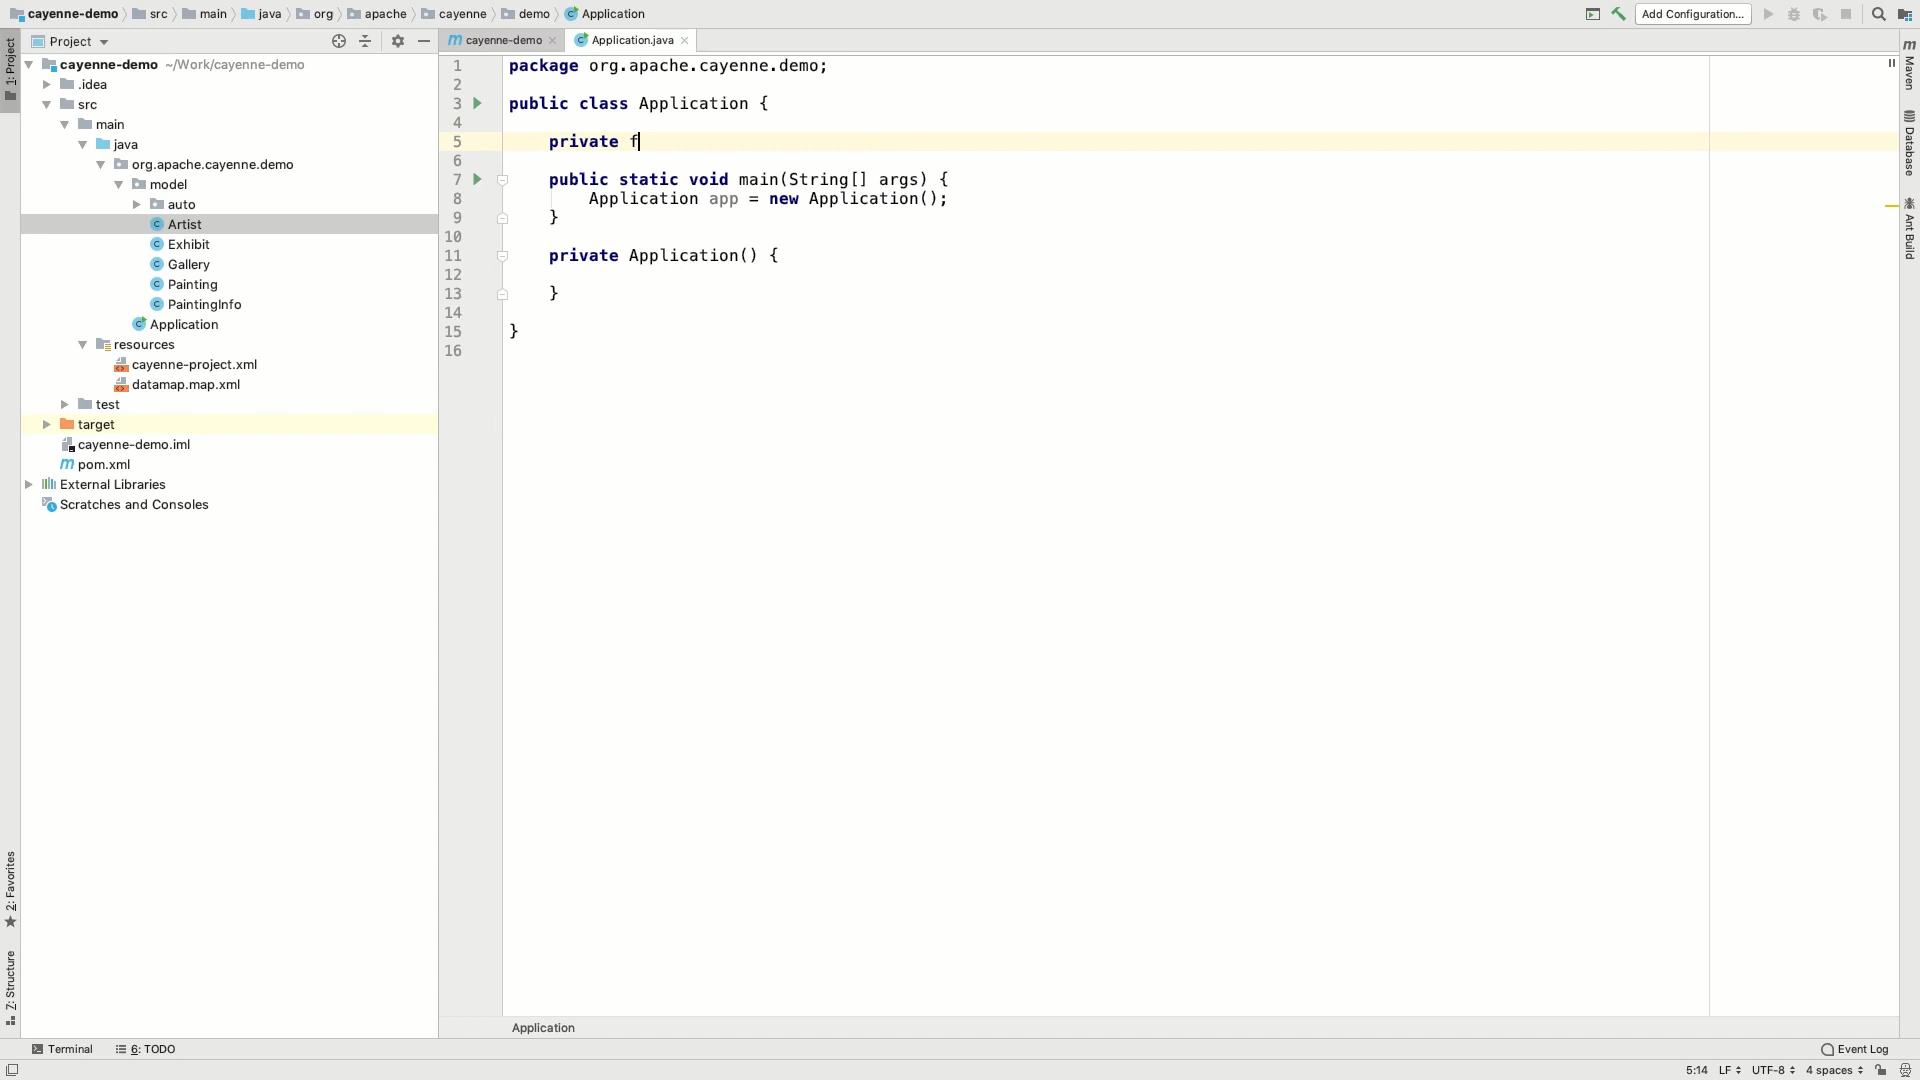 cayenne-demo src main java org apache cayenne demo Application
Add Configuration...
Project
cayenne-demo
Application.java
cayenne-demo ~/Work/cayenne-demo
.idea
src
main
java
org.apache.cayenne.demo
model
auto
Artist
Exhibit
Gallery
Painting
PaintingInfo
Application
resources
cayenne-project.xml
datamap.map.xml
test
target
cayenne-demo.iml
pom.xml
External Libraries
Scratches and Consoles
1 package org.apache.cayenne.demo;
2
3 public class Application {
4
5 private f
6
7 public static void main(String[] args) {
8 Application app = new Application();
9 }
10
11 private Application() {
12
13 }
14
15 }
16
Application
1: Project
2: Favorites
7: Structure
m
Maven
Database
Ant Build
Terminal
6: TODO
Event Log
5:14 LF UTF-8 4 spaces